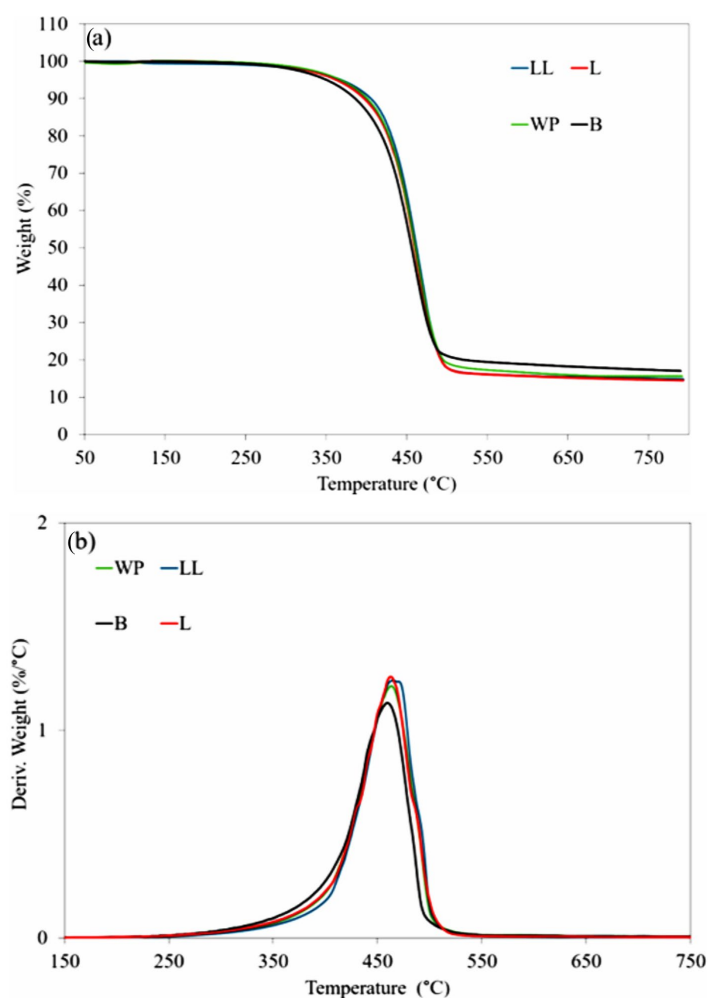 (a)
110
100
90
80
70
60
50
40
30
20
10
0
Weight (%)
LL L
WP B
50 150 250 350 450 550 650 750
Temperature (°C)
(b)
2
1
0
Deriv. Weight (%/°C)
WP LL
B L
150 250 350 450 550 650 750
Temperature (°C)